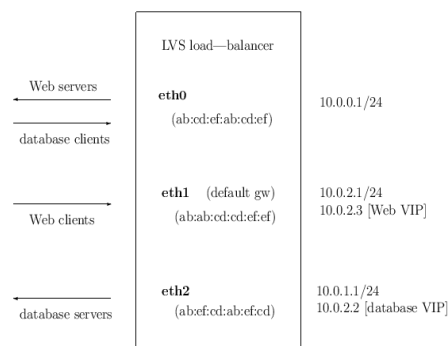 LVS load—balancer
Web servers
eth0
10.0.0.1/24
(ab:cd:ef:ab:cd:ef)
database clients
eth1 (default gw)
10.0.2.1/24
(ab:ab:cd:cd:ef:ef)
10.0.2.3 [Web VIP]
Web clients
eth2
10.0.1.1/24
(ab:ef:cd:ab:ef:cd)
10.0.2.2 [database VIP]
database servers